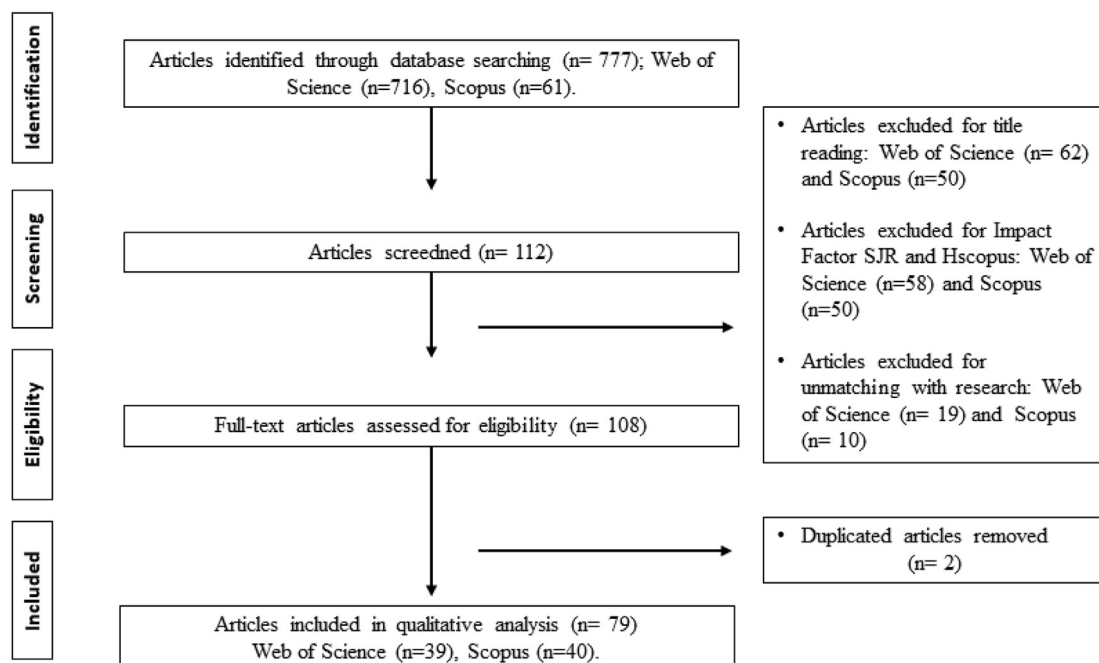 Identification
Articles identified through database searching (n= 777); Web of
Science (n=716), Scopus (n=61).
• Articles excluded for title
reading: Web of Science (n= 62)
and Scopus (n=50)
Screening
Articles screedned (n= 112)
• Articles excluded for Impact
Factor SJR and Hscopus: Web of
Science (n=58) and Scopus
(n=50)
• Articles excluded for
unmatching with research: Web
of Science (n= 19) and Scopus
(n= 10)
Eligibility
Full-text articles assessed for eligibility (n= 108)
• Duplicated articles removed
(n= 2)
Included
Articles included in qualitative analysis (n= 79)
Web of Science (n=39), Scopus (n=40).